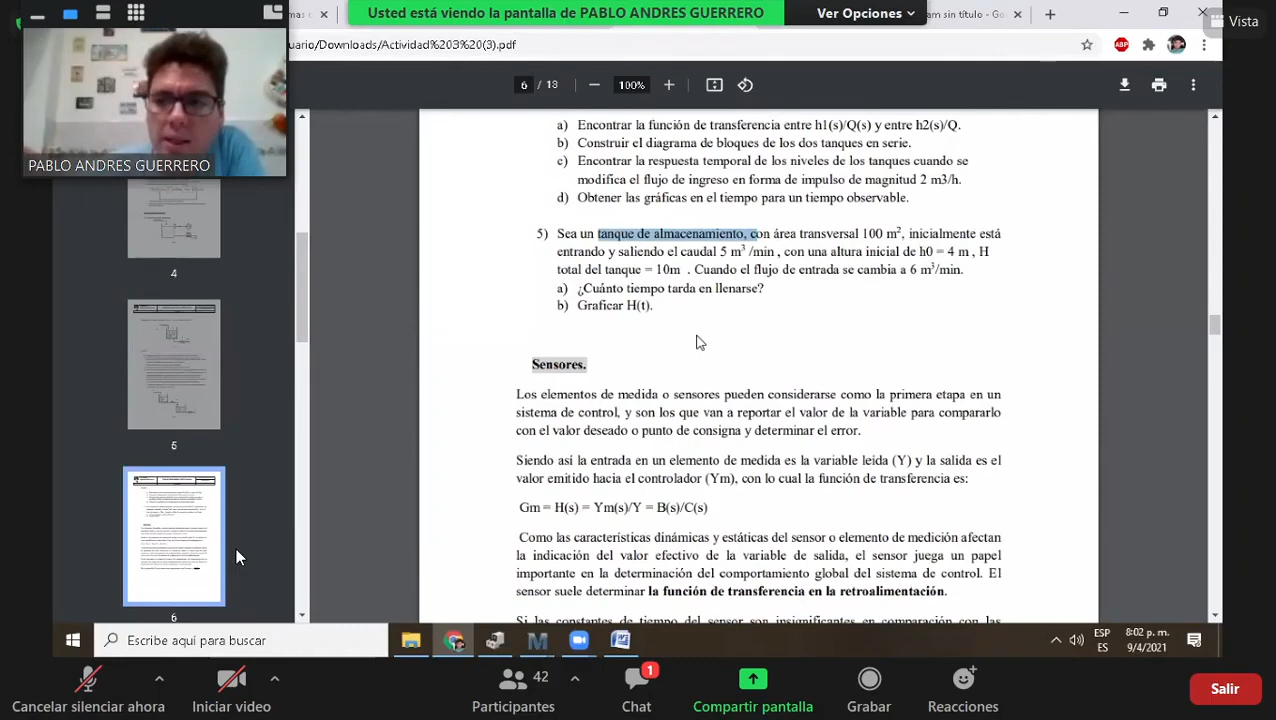 Usted está viendo la pantalla de PABLO ANDRES GUERRERO
Ver Opciones
Vista
am sin título - G
uario/Downloads/Actividad%203%20(3).pdf
ABP
6 / 13
100%
PABLO ANDRES GUERRERO
4
5
6
a) Encontrar la función de transferencia entre h1(s)/Q(s) y entre h2(s)/Q.
b) Construir el diagrama de bloques de los dos tanques en serie.
c) Encontrar la respuesta temporal de los niveles de los tanques cuando se
modifica el flujo de ingreso en forma de impulso de magnitud 2 m3/h.
d) Obtener las gráficas en el tiempo para un tiempo observable.
5) Sea un tanque de almacenamiento, con área transversal 100 m², inicialmente está
entrando y saliendo el caudal 5 m³ /min , con una altura inicial de h0 = 4 m , H
total del tanque = 10m . Cuando el flujo de entrada se cambia a 6 m³/min.
a) ¿Cuánto tiempo tarda en llenarse?
b) Graficar H(t).
Sensores.
Los elementos de medida o sensores pueden considerarse como la primera etapa en un
sistema de control, y son los que van a reportar el valor de la variable para compararlo
con el valor deseado o punto de consigna y determinar el error.
Siendo así la entrada en un elemento de medida es la variable leida (Y) y la salida es el
valor emitido hacia el controlador (Ym), con lo cual la función de transferencia es:
Gm = H(s) = Ym(s)/Y = B(s)/C(s)
Como las características dinámicas y estáticas del sensor o elemento de medición afectan
la indicación del valor efectivo de la variable de salida, el sensor juega un papel
importante en la determinación del comportamiento global del sistema de control. El
sensor suele determinar la función de transferencia en la retroalimentación.
Si las constantes de tiempo del sensor son insignificantes en comparación con las
Escribe aquí para buscar
ESP
ES
8:02 p. m.
9/4/2021
Cancelar silenciar ahora
Iniciar video
42
Participantes
1
Chat
Compartir pantalla
Grabar
Reacciones
Salir